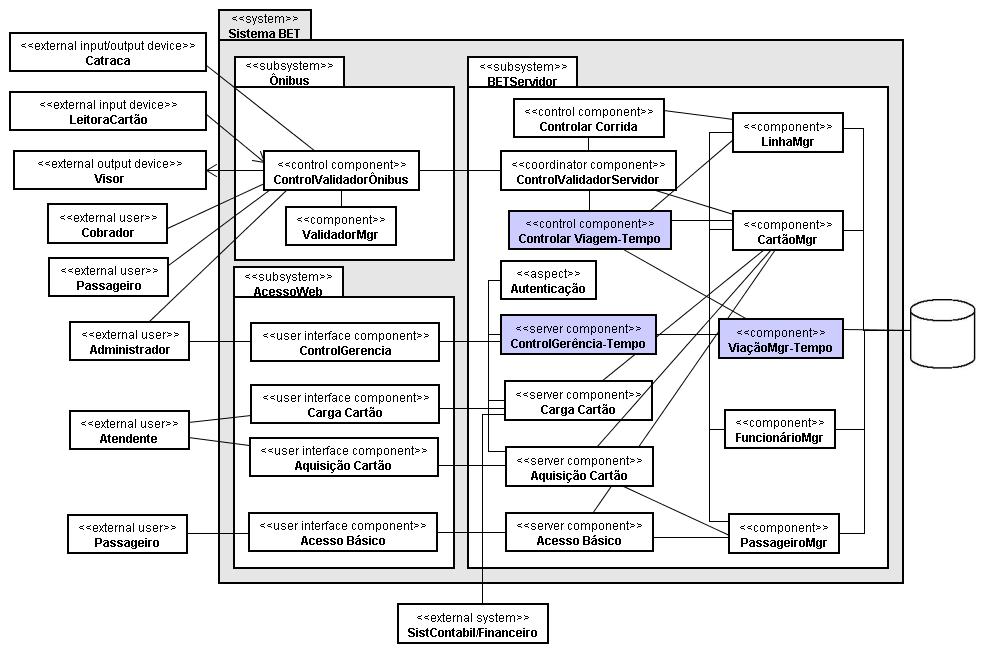 <<system>>
Sistema BET
<<external input/output device>>
Catraca
<<external input device>>
LeitoraCartão
<<external output device>>
Visor
<<external user>>
Cobrador
<<external user>>
Passageiro
<<external user>>
Administrador
<<external user>>
Atendente
<<external user>>
Passageiro
<<subsystem>>
Ônibus
<<control component>>
ControlValidadorÔnibus
<<component>>
ValidadorMgr
<<subsystem>>
AcessoWeb
<<user interface component>>
ControlGerencia
<<user interface component>>
Carga Cartão
<<user interface component>>
Aquisição Cartão
<<user interface component>>
Acesso Básico
<<subsystem>>
BETServidor
<<control component>>
Controlar Corrida
<<coordinator component>>
ControlValidadorServidor
<<control component>>
Controlar Viagem-Tempo
<<aspect>>
Autenticação
<<server component>>
ControlGerência-Tempo
<<server component>>
Carga Cartão
<<server component>>
Aquisição Cartão
<<server component>>
Acesso Básico
<<component>>
LinhaMgr
<<component>>
CartãoMgr
<<component>>
ViaçãoMgr-Tempo
<<component>>
FuncionárioMgr
<<component>>
PassageiroMgr
<<external system>>
SistContabil/Financeiro